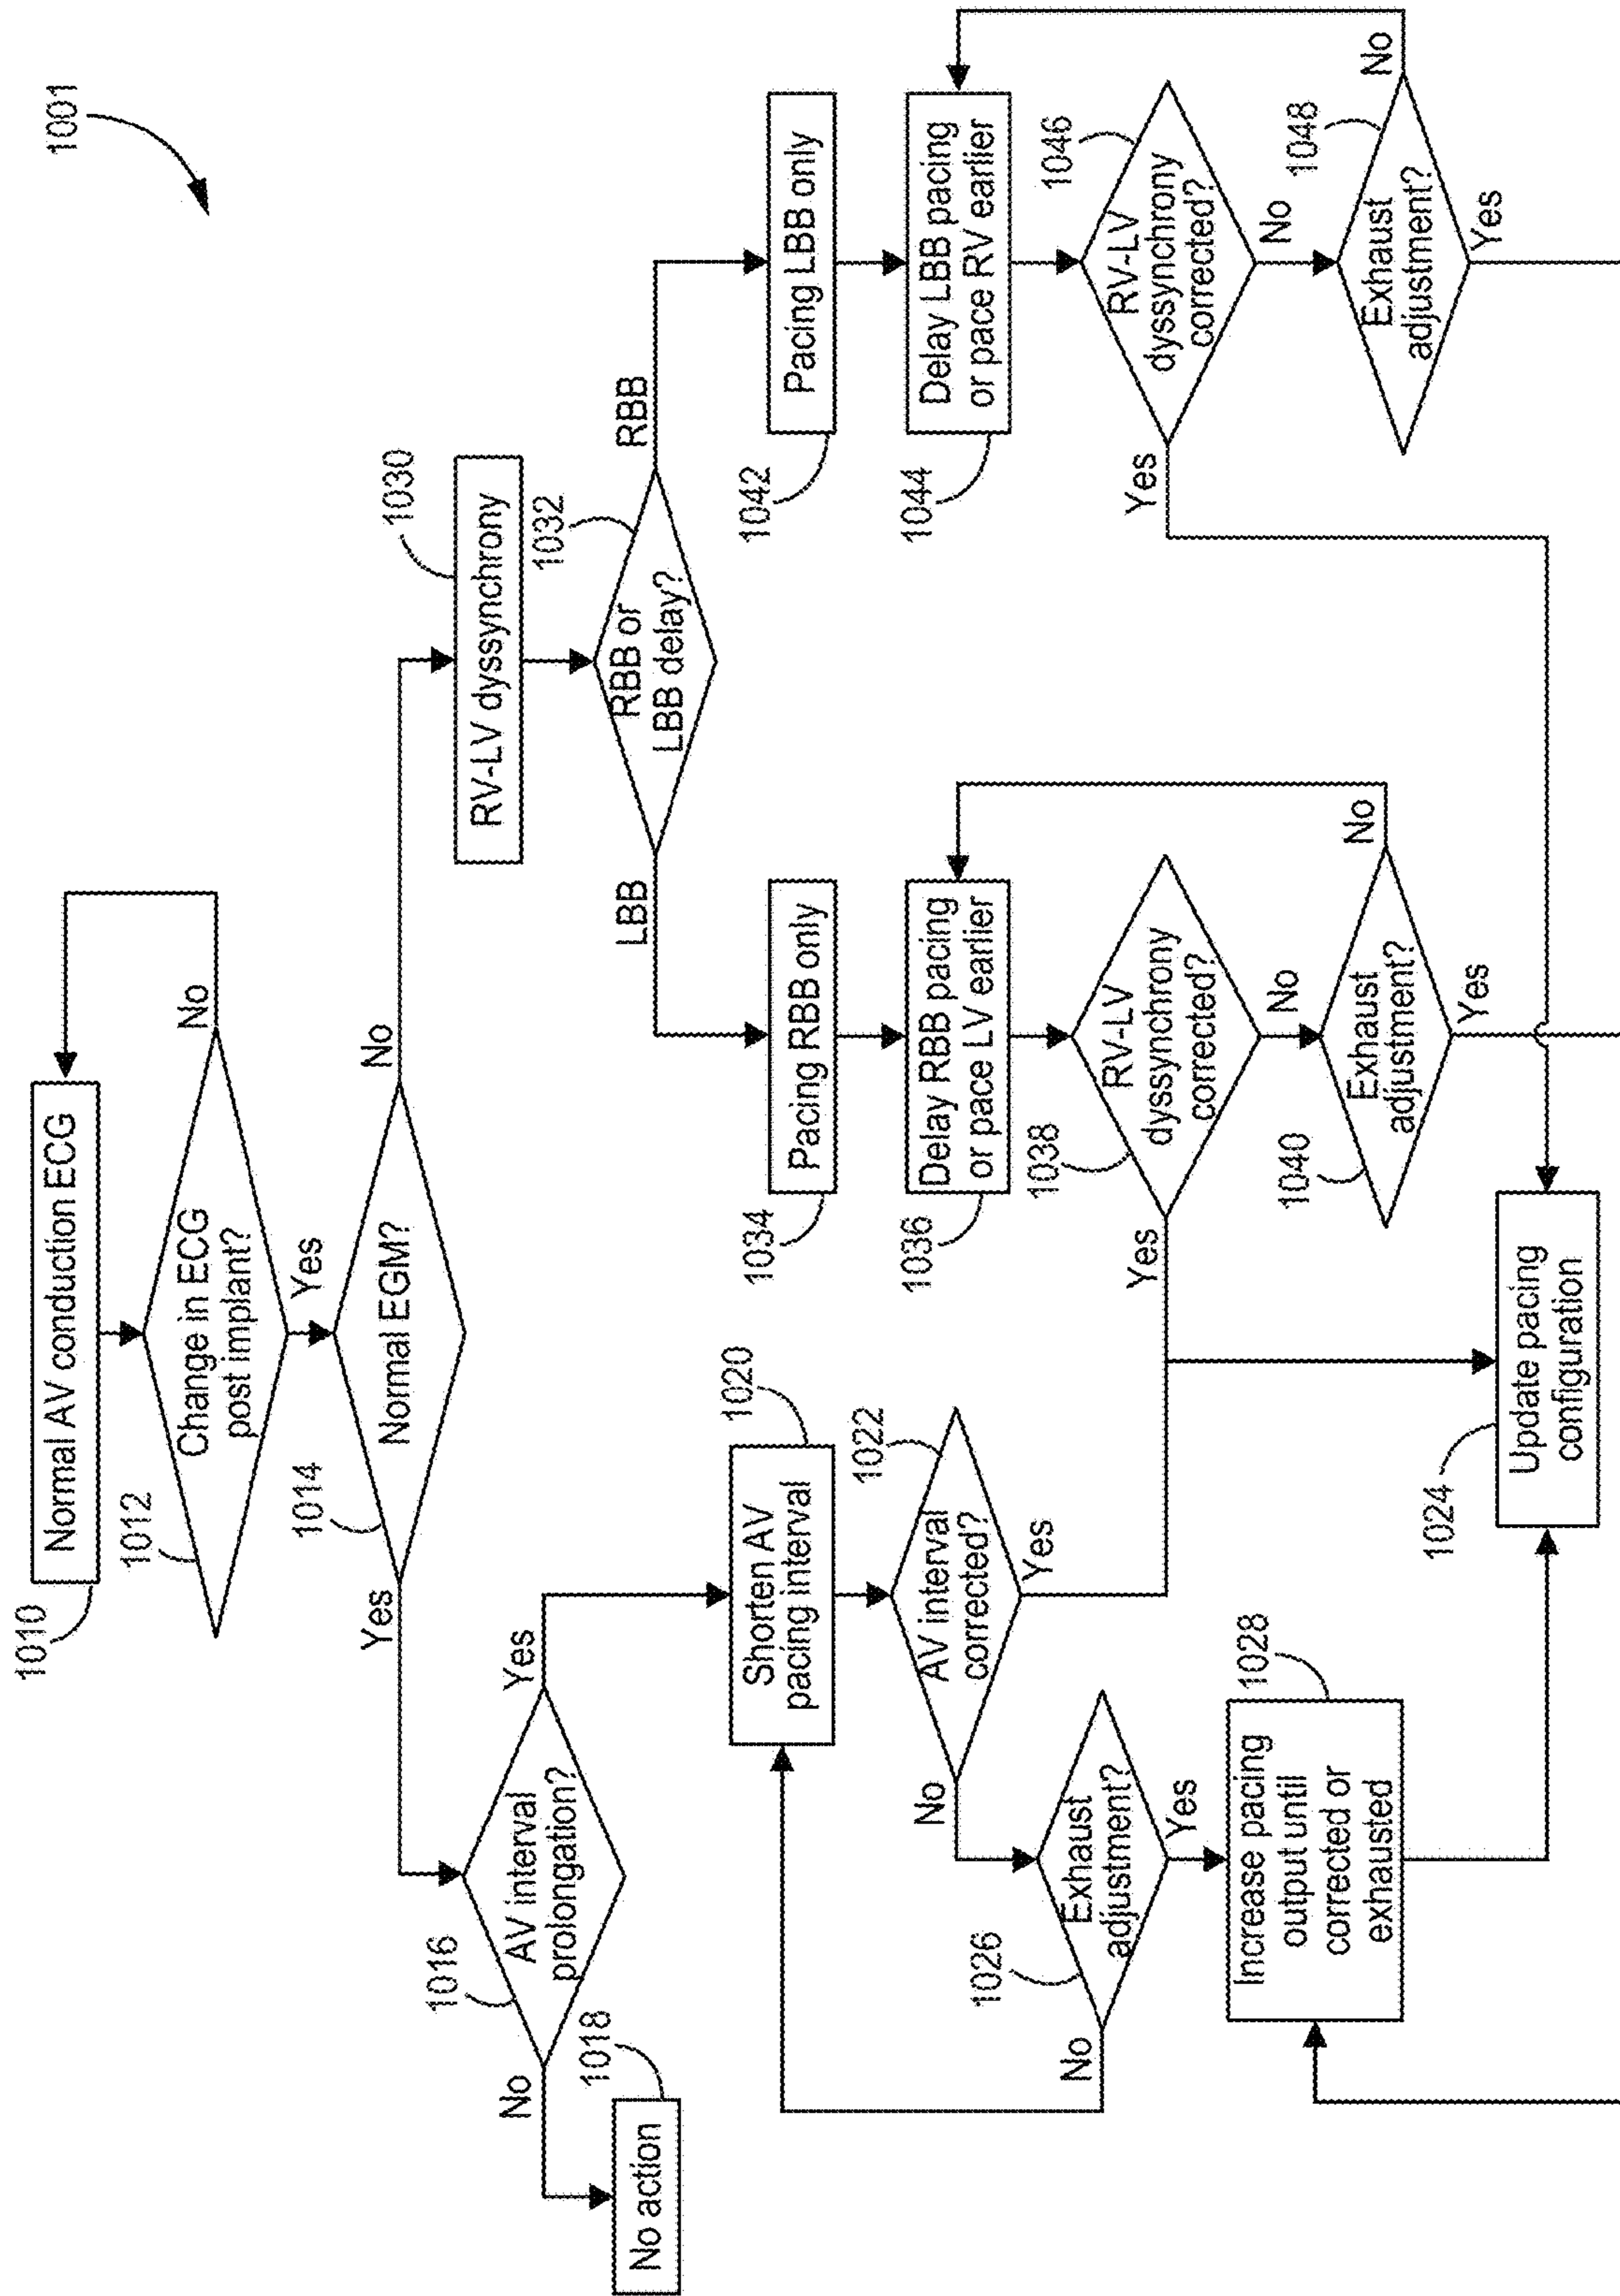 1001
1010
Normal AV conduction ECG
1012
Change in ECG
post implant?
No
Yes
1014
Normal EGM?
Yes
No
1016
AV interval
prolongation?
No
Yes
1018
No action
1020
Shorten AV
pacing interval
1022
AV interval
corrected?
No
Yes
1026
Exhaust
adjustment?
No
Yes
1028
Increase pacing
output until
corrected or
exhausted
1024
Update pacing
configuration
1030
RV-LV dyssynchrony
1032
RBB or
LBB delay?
LBB
RBB
1034
Pacing RBB only
1036
Delay RBB pacing
or pace LV earlier
1038
RV-LV
dyssynchrony
corrected?
Yes
No
1040
Exhaust
adjustment?
No
Yes
1042
Pacing LBB only
1044
Delay LBB pacing
or pace RV earlier
1046
RV-LV
dyssynchrony
corrected?
Yes
No
1048
Exhaust
adjustment?
No
Yes